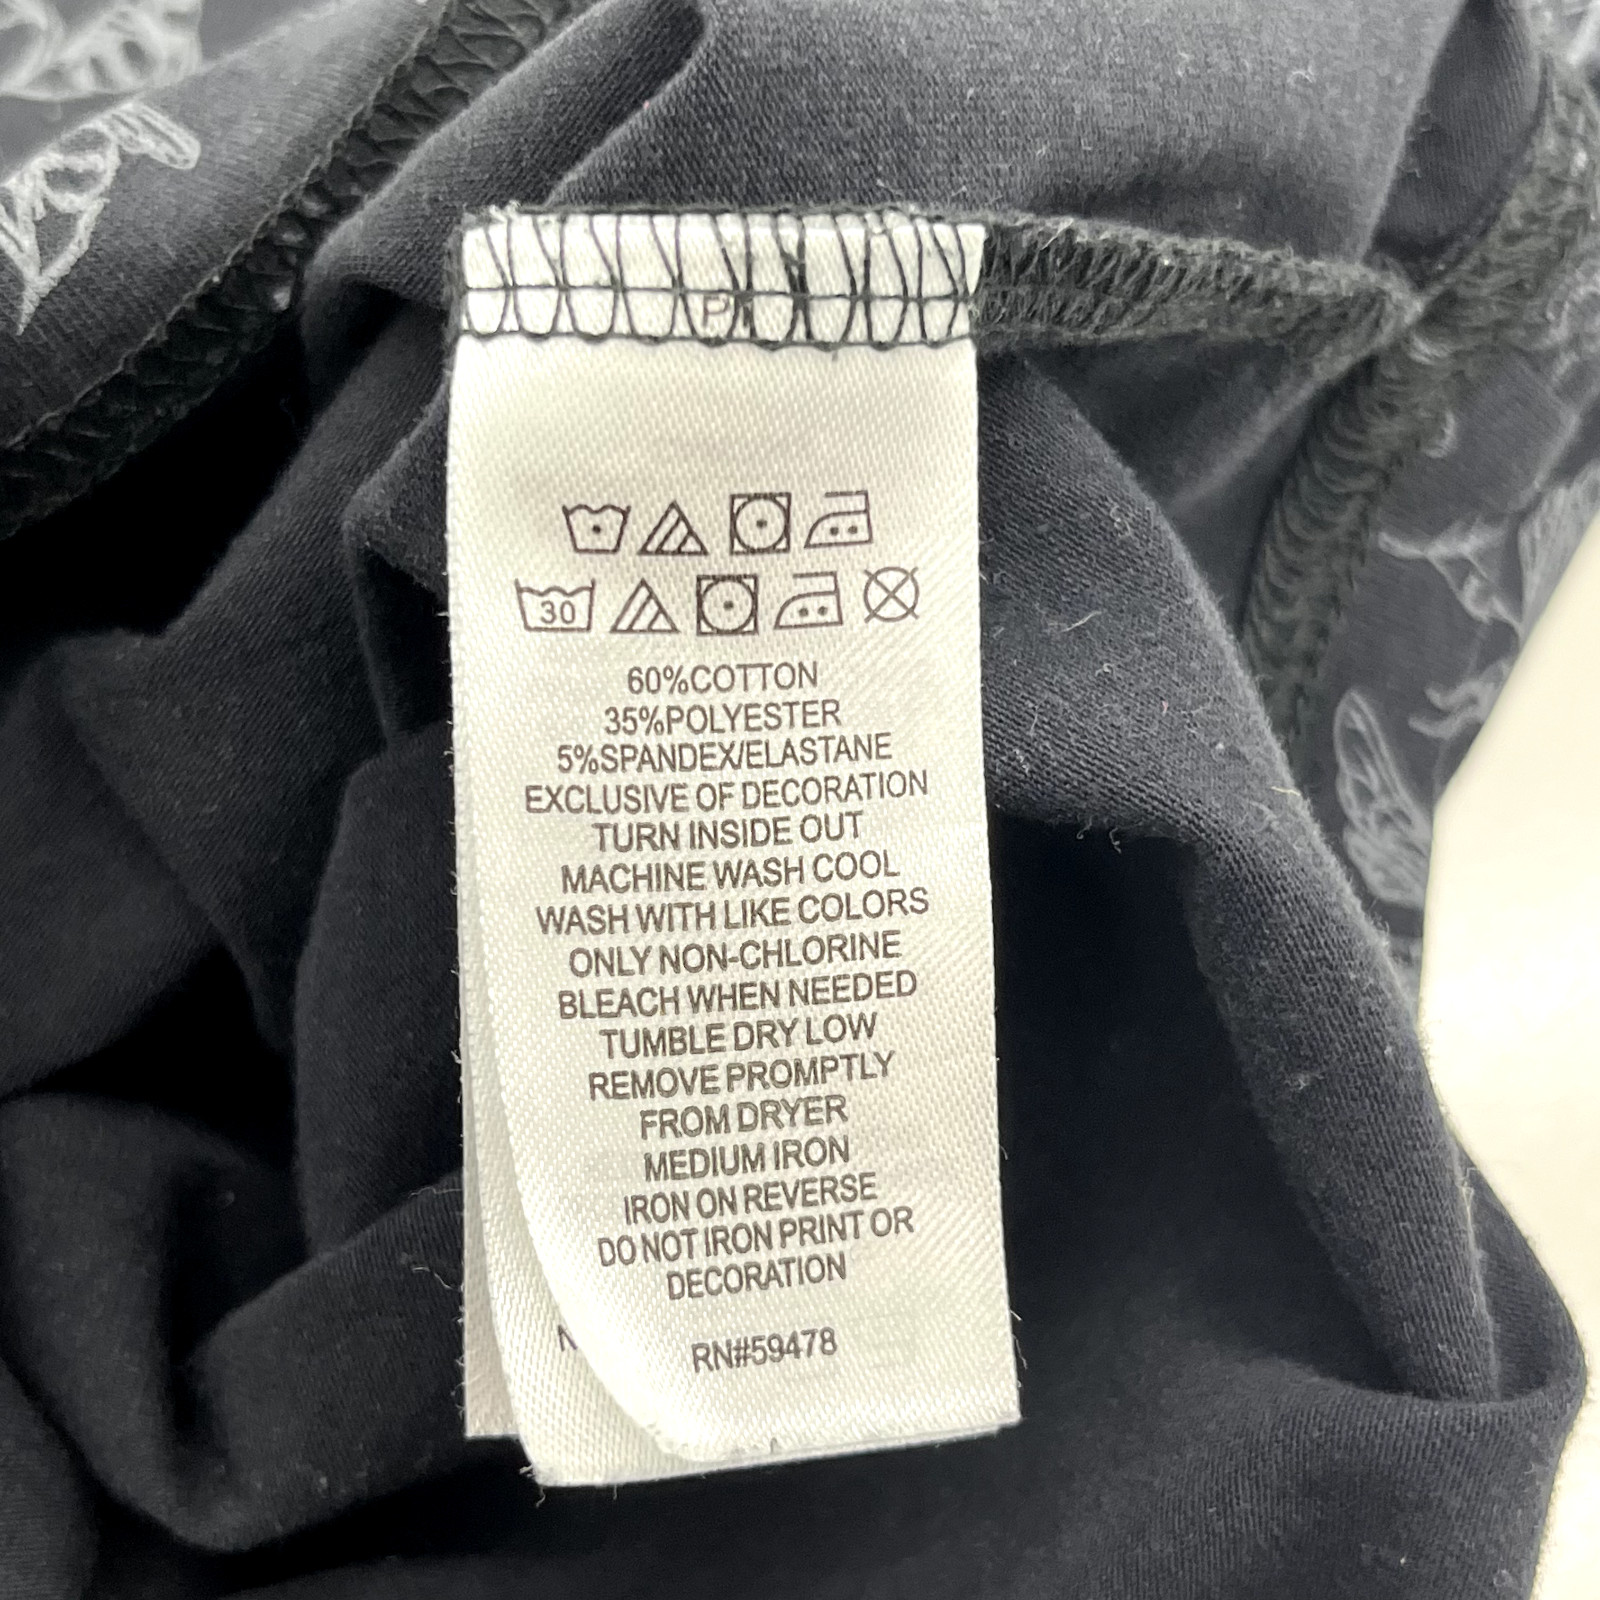 30
60%COTTON
35%POLYESTER
5%SPANDEX/ELASTANE
EXCLUSIVE OF DECORATION
TURN INSIDE OUT
MACHINE WASH COOL
WASH WITH LIKE COLORS
ONLY NON-CHLORINE
BLEACH WHEN NEEDED
TUMBLE DRY LOW
REMOVE PROMPTLY
FROM DRYER
MEDIUM IRON
IRON ON REVERSE
DO NOT IRON PRINT OR
DECORATION
RN#59478